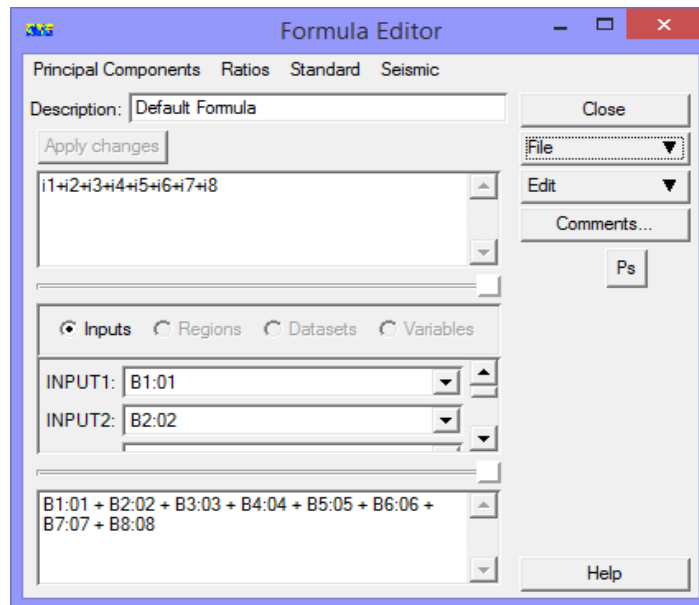 Formula Editor
Principal Components Ratios Standard Seismic
Description: Default Formula
Close
Apply changes
File
i1+i2+i3+i4+i5+i6+i7+i8
Edit
Comments...
Ps
Inputs Regions Datasets Variables
INPUT1: B1:01
INPUT2: B2:02
B1:01 + B2:02 + B3:03 + B4:04 + B5:05 + B6:06 +
B7:07 + B8:08
Help